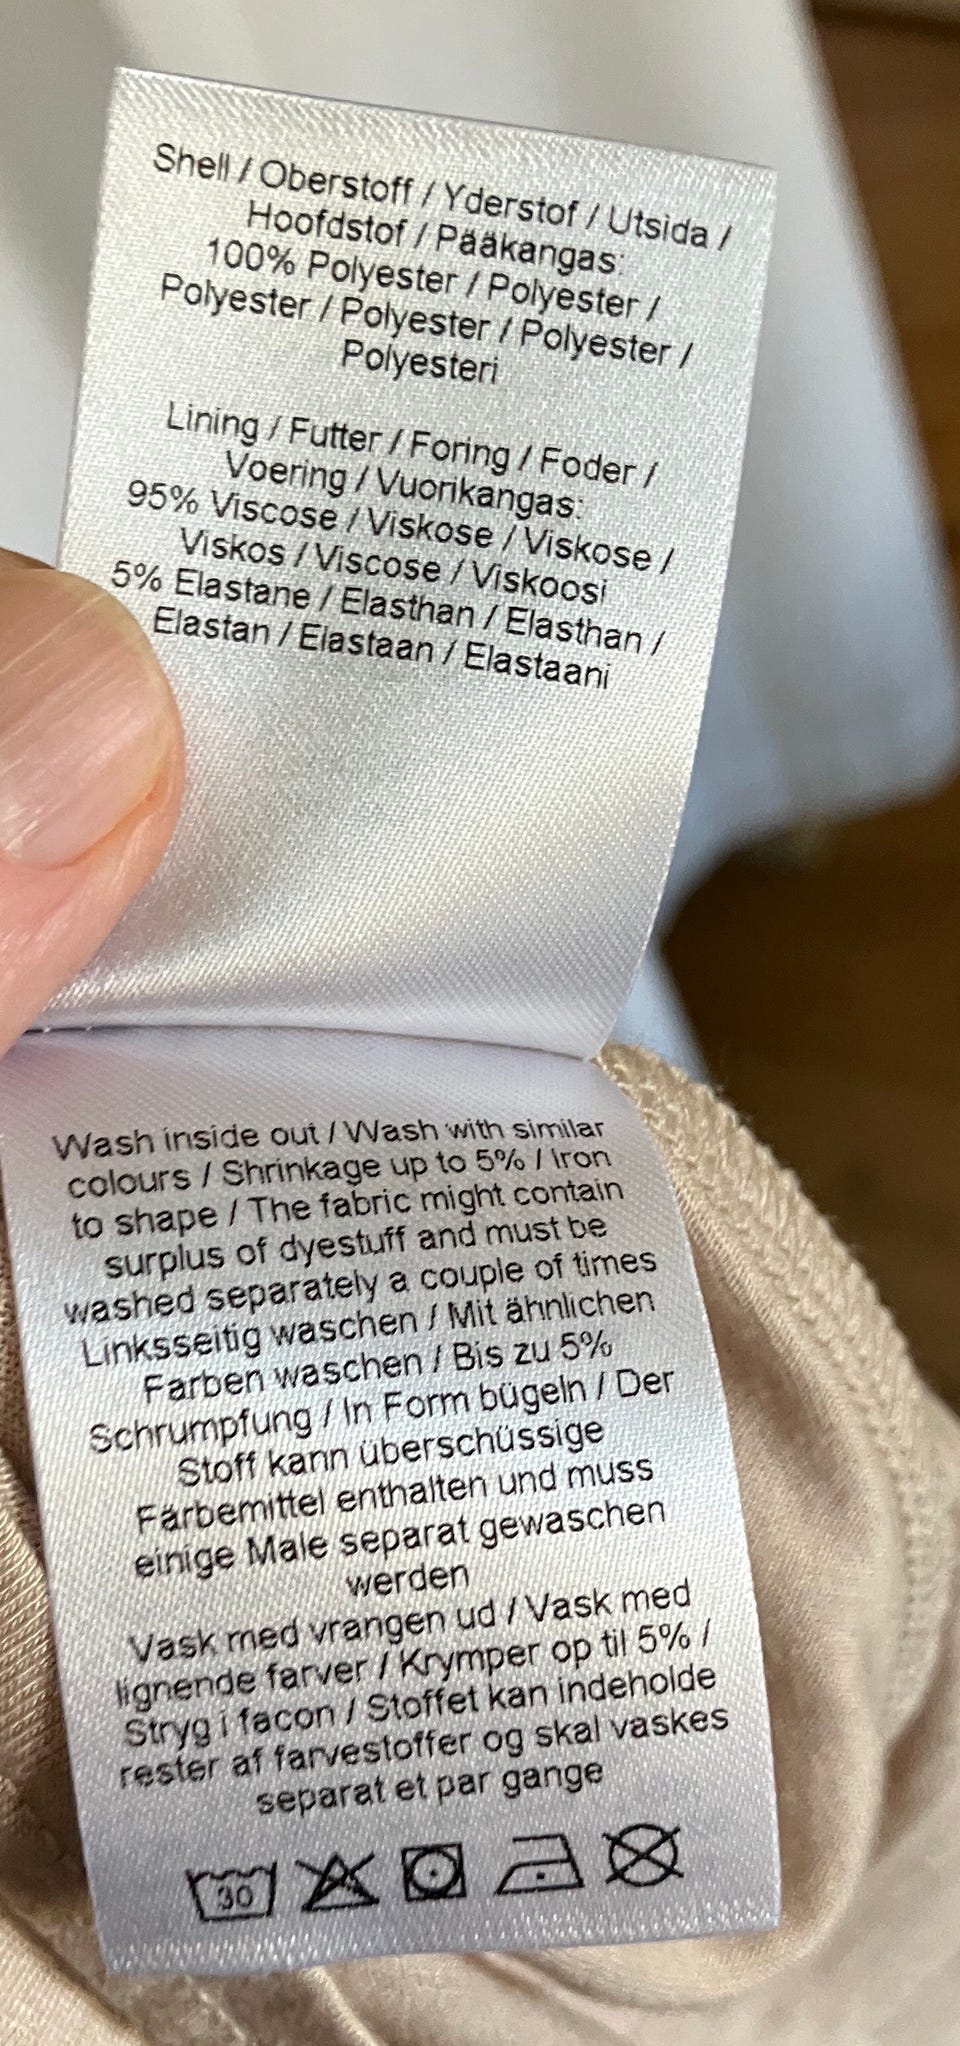 Shell / Oberstoff / Yderstof / Utsida /
Hoofdstof / Pääkangas:
100% Polyester / Polyester /
Polyester / Polyester / Polyester /
Polyesteri
Lining / Futter / Foring / Foder /
Voering / Vuorikangas:
95% Viscose / Viskose / Viskose /
Viskos / Viscose / Viskoosi
5% Elastane / Elasthan / Elasthan /
Elastan / Elastaan / Elastaani
Wash inside out / Wash with similar
colours / Shrinkage up to 5% / Iron
to shape / The fabric might contain
surplus of dyestuff and must be
washed separately a couple of times
Linksseitig waschen / Mit ähnlichen
Farben waschen / Bis zu 5%
Schrumpfung / In Form bügeln / Der
Stoff kann überschüssige
Färbemittel enthalten und muss
einige Male separat gewaschen
werden
Vask med vrangen ud / Vask med
lignende farver / Krymper op til 5% /
Stryg i facon / Stoffet kan indeholde
rester af farvestoffer og skal vaskes
separat et par gange
30